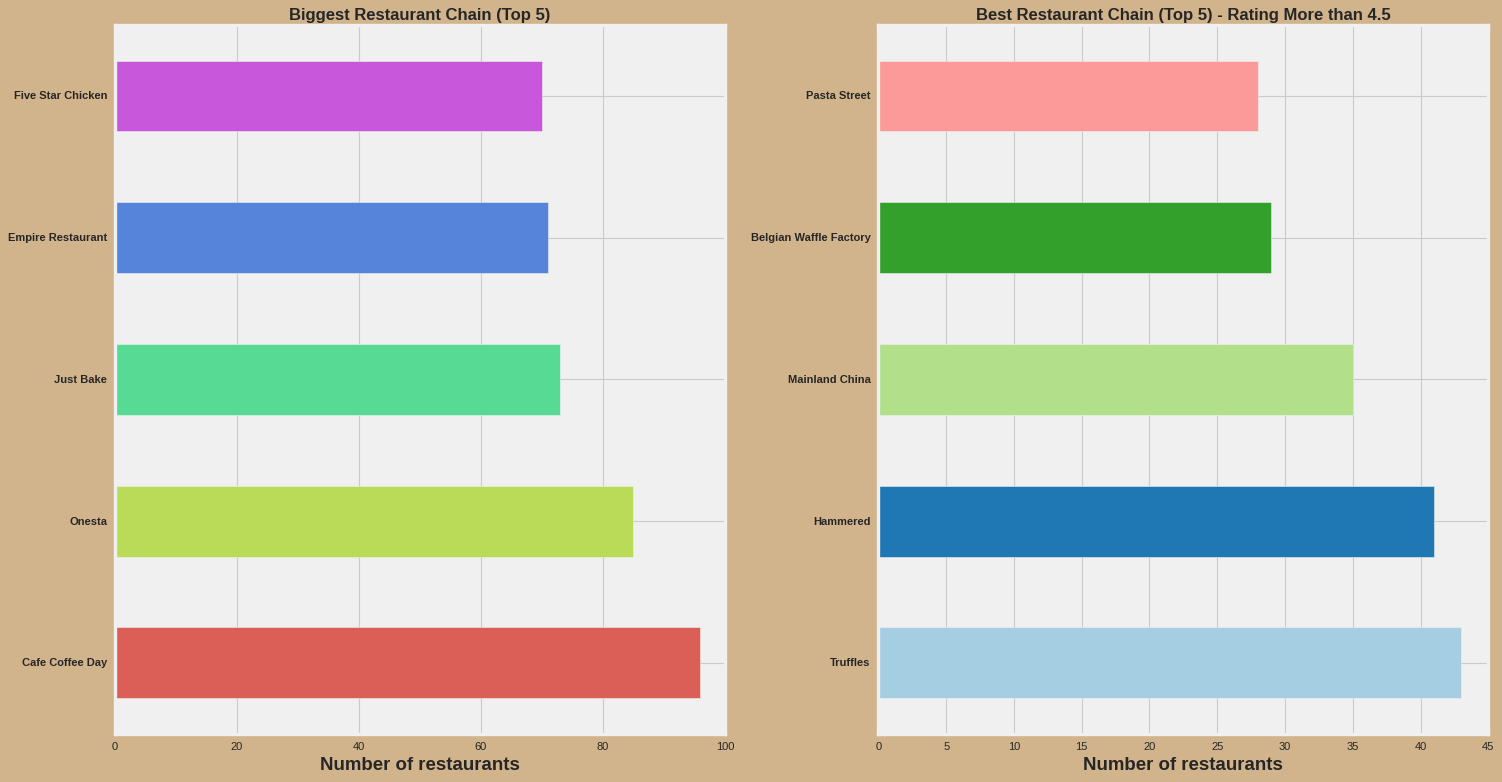 Biggest Restaurant Chain (Top 5)
Five Star Chicken
Empire Restaurant
Just Bake
Onesta
Cafe Coffee Day
0 20 40 60 80 100
Number of restaurants
Best Restaurant Chain (Top 5) - Rating More than 4.5
Pasta Street
Belgian Waffle Factory
Mainland China
Hammered
Truffles
0 5 10 15 20 25 30 35 40 45
Number of restaurants